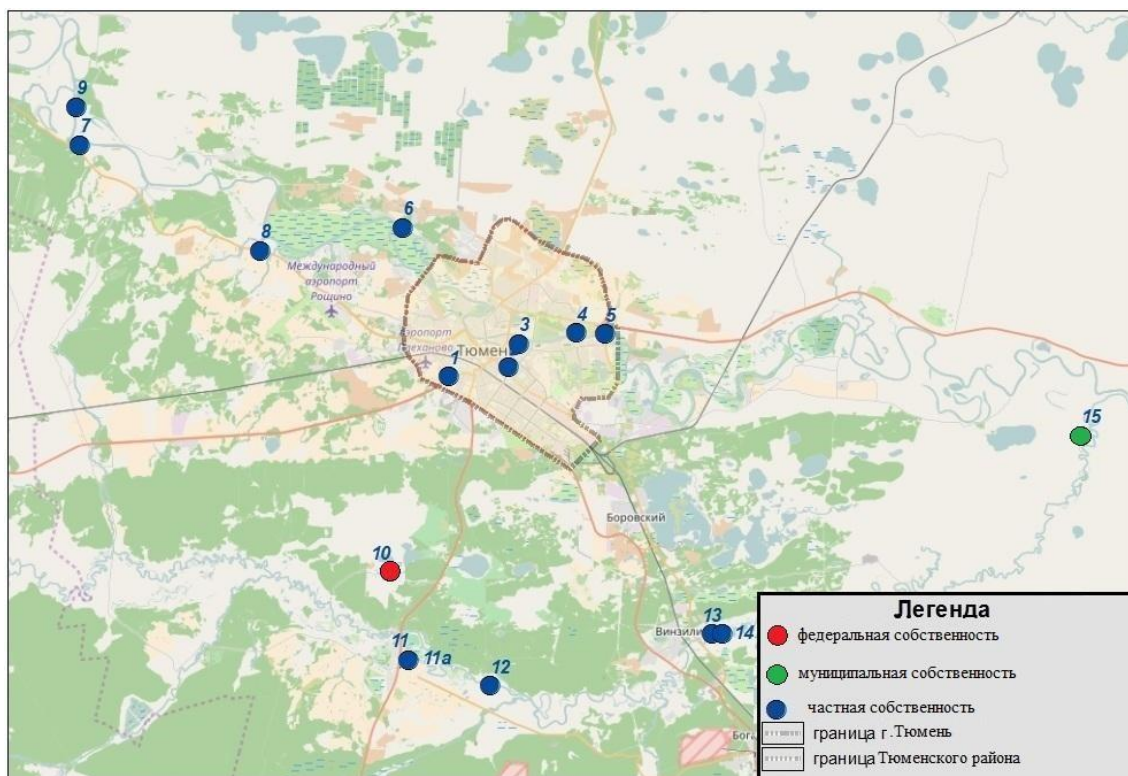 9
7
6
8
Международный
аэропорт
Рощино
4
5
3
Аэропорт
Плеханово
Тюмень
1
15
Боровский
10
13
Винзили
14
11
11а
12
Легенда
федеральная собственность
муниципальная собственность
частная собственность
граница г.Тюмень
граница Тюменского района